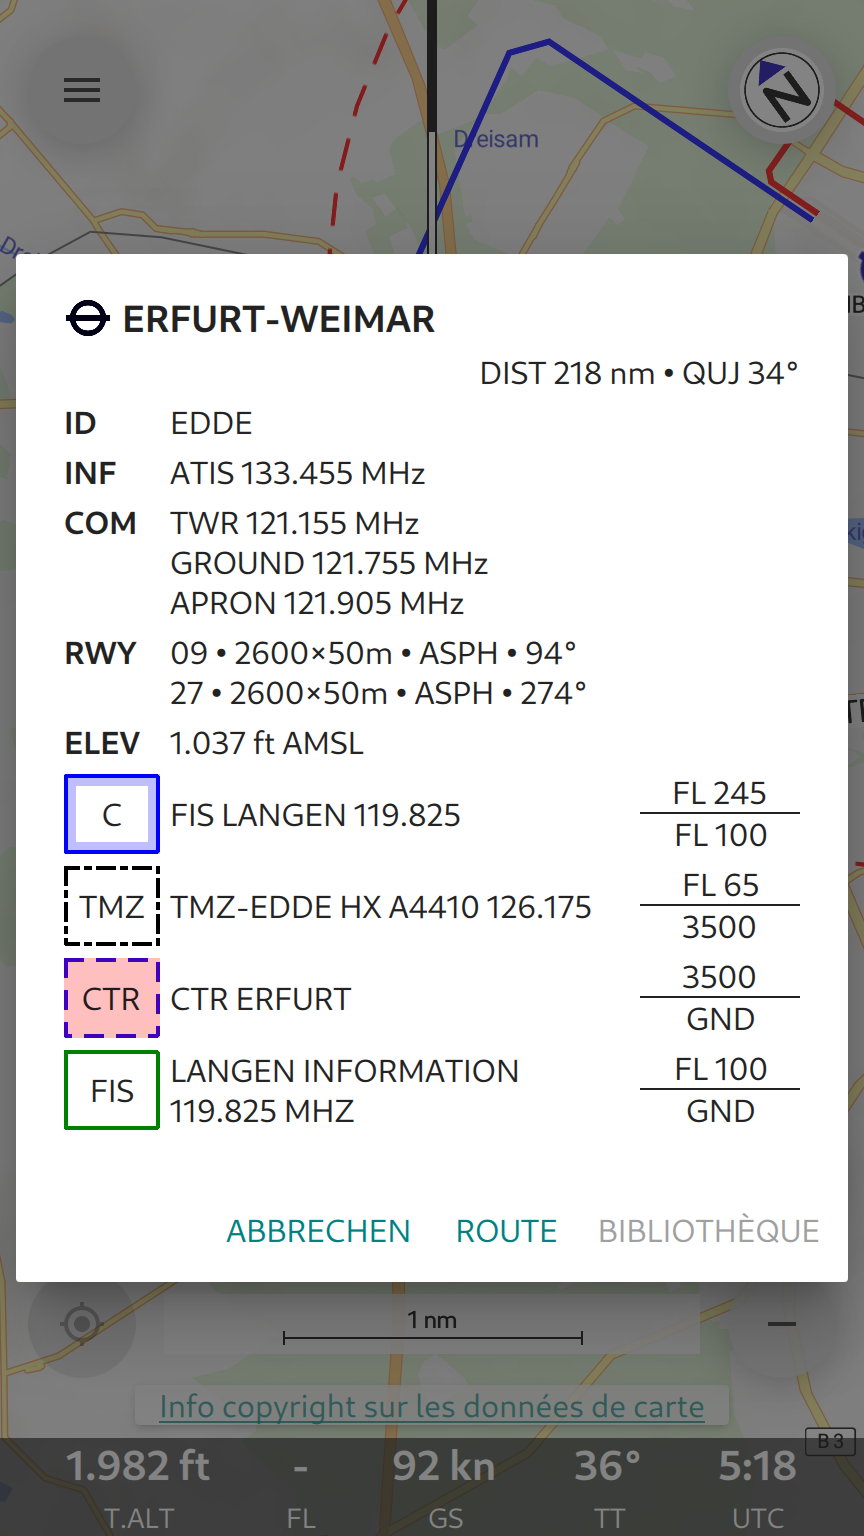 Dreisam
N
ERFURT-WEIMAR
DIST 218 nm • QUJ 34°
ID EDDE
INF ATIS 133.455 MHz
COM TWR 121.155 MHz
GROUND 121.755 MHz
APRON 121.905 MHz
RWY 09 • 2600×50m • ASPH • 94°
27 • 2600×50m • ASPH • 274°
ELEV 1.037 ft AMSL
C FIS LANGEN 119.825 FL 245
FL 100
TMZ TMZ-EDDE HX A4410 126.175 FL 65
3500
CTR CTR ERFURT 3500
GND
FIS LANGEN INFORMATION FL 100
119.825 MHZ GND
ABBRECHEN ROUTE BIBLIOTHÈQUE
1 nm
Info copyright sur les données de carte
B 3
1.982 ft - 92 kn 36° 5:18
T.ALT FL GS TT UTC